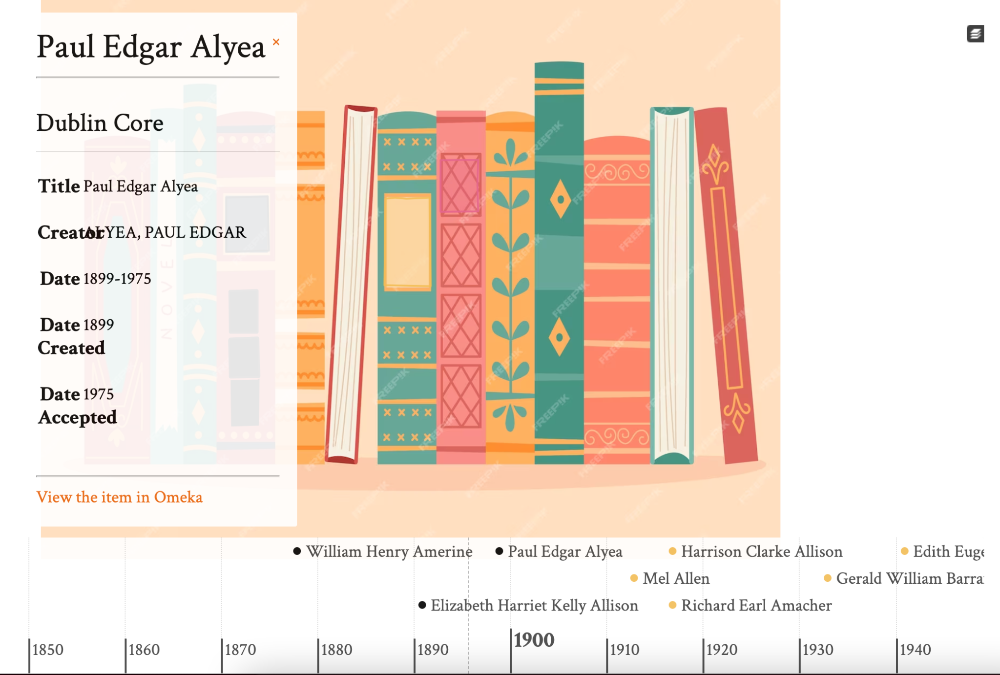 Paul Edgar Alyea ×
Dublin Core
Title Paul Edgar Alyea
Creator ALYEA, PAUL EDGAR
Date 1899-1975
Date 1899
Created
Date 1975
Accepted
View the item in Omeka
NOVEL
FREEPIK
William Henry Amerine
Paul Edgar Alyea
Harrison Clarke Allison
Edith Euge
Mel Allen
Gerald William Barra
Elizabeth Harriet Kelly Allison
Richard Earl Amacher
1850
1860
1870
1880
1890
1900
1910
1920
1930
1940